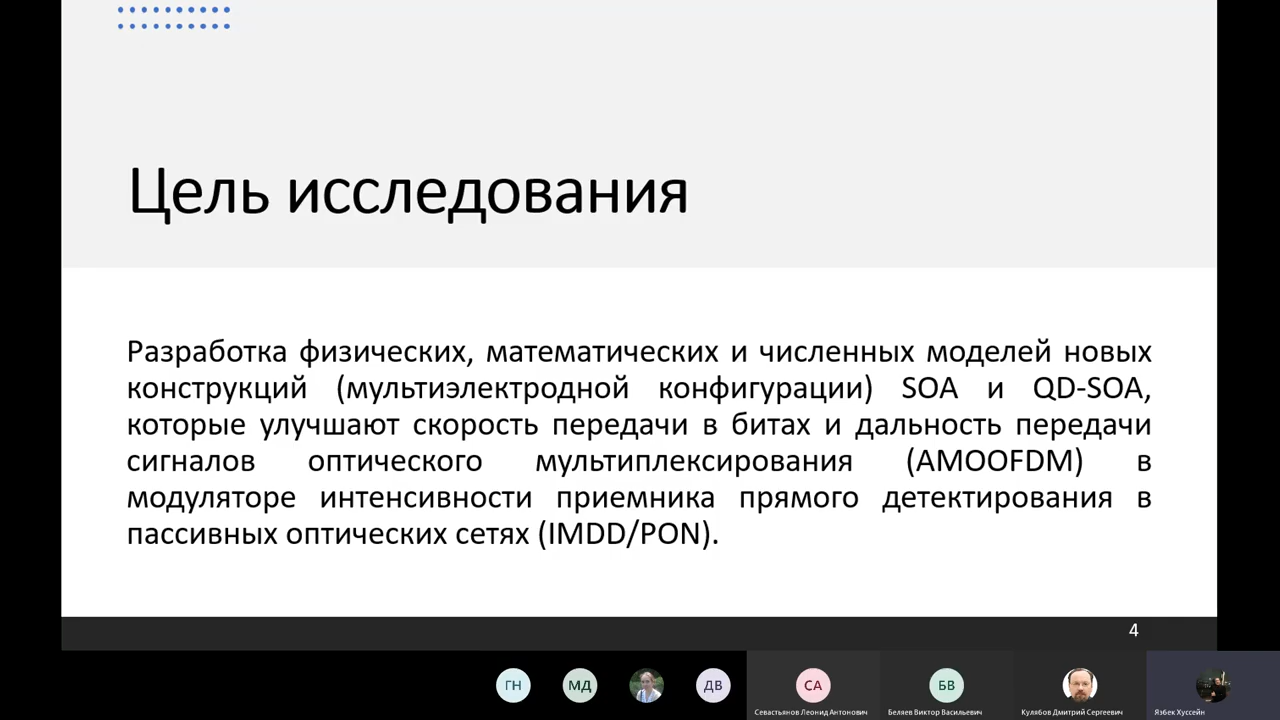 Цель исследования
Разработка физических, математических и численных моделей новых
конструкций (мультиэлектродной конфигурации) SOA и QD-SOA,
которые улучшают скорость передачи в битах и дальность передачи
сигналов оптического мультиплексирования (AMOOFDM) в
модуляторе интенсивности приемника прямого детектирования в
пассивных оптических сетях (IMDD/PON).
4
ГН МД ДВ СА БВ
Севастьянов Леонид Антонович Беляев Виктор Васильевич Кулябов Дмитрий Сергеевич Язбек Хуссейн